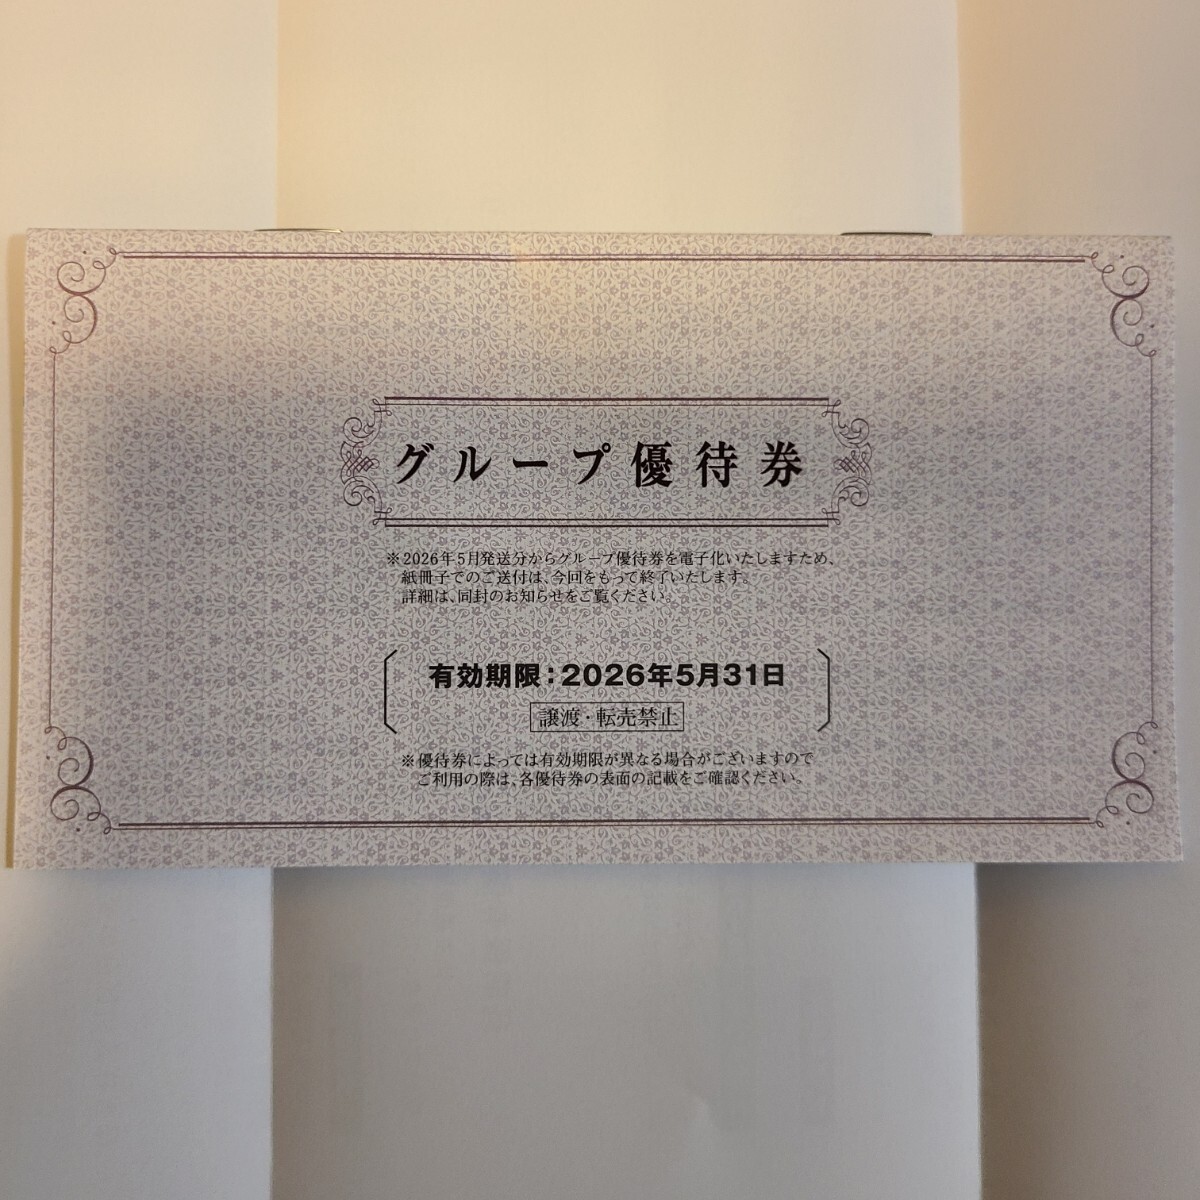 グループ優待券
※2026年5月発送分からグループ優待券を電子化いたしますため、
紙冊子でのご送付は、今回をもって終了いたします。
詳細は、同封のお知らせをご覧ください。
有効期限：2026年5月31日
譲渡・転売禁止
※優待券によっては有効期限が異なる場合がございますので
ご利用の際は、各優待券の表面の記載をご確認ください。